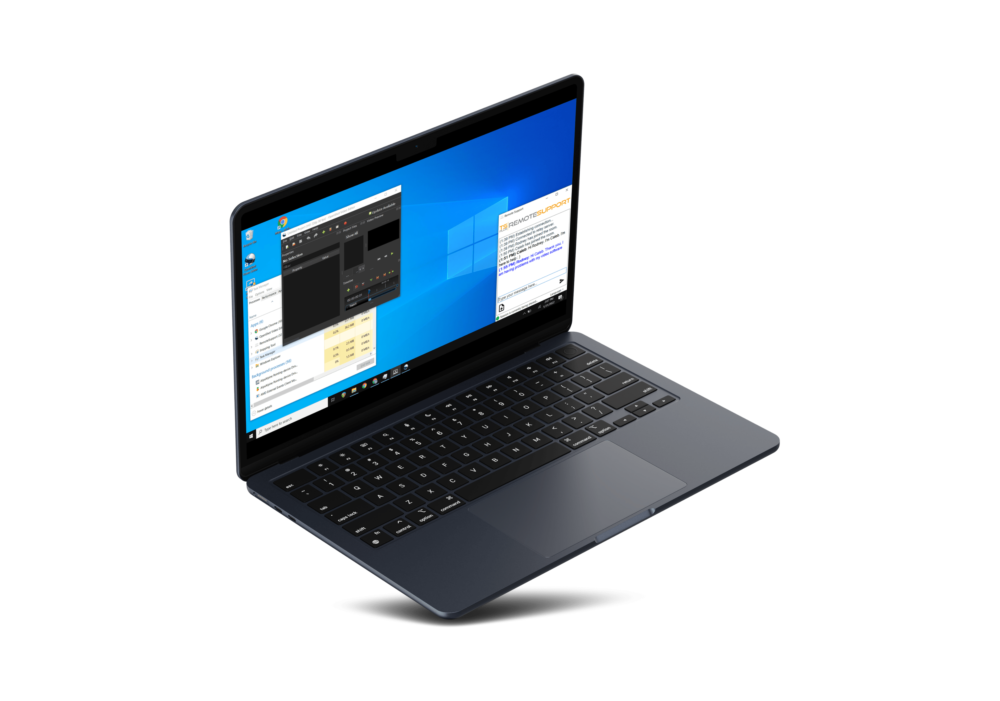 Recycle Bin
OpenShot
Video Editor
Untitled Project [HD 720p 30 fps] - OpenShot Video Editor
File Edit Title View Help
Update Available
Properties
No Selection
Filter
Property Value
Project Files
Show All
Video Preview
Timeline
00:00:00:01
Track 5
Task Manager
File Options View
Processes Performance
Name
Apps (6)
Google Chrome
OpenShot Video
RemoteSupport (32
Snipping Tool
Task Manager
Windows Explorer
Background processes (56)
AlpsAlpine Pointing-device Driv...
AlpsAlpine Pointing-device Driv...
AMD External Events Client Mo...
0 MB/s
0.2% 36.2 MB 0 MB/s
0.1% 2.5 MB 0 MB/s
0.3% 0.5 MB 0 MB/s
0% 1.5 MB 0 MB/s
Fewer details
End task
Type here to search
Remote Support
TS PLUS REMOTESUPPORT
(1:39 PM) Establishing connection...
(1:39 PM) Connected to relay server.
(1:39 PM) Rodney has joined the room.
(1:50 PM) Caleb has joined the room.
(1:51 PM) Caleb: Hi Rodney, I'm Caleb. I'm
here to help :)
(1:55 PM) Rodney: Hi Caleb. Thank you. I
am having problems with my video software
Type your message here...
Language
Session is currently being shared...
2:07 PM
1/31/2022
esc F1 F2 F3 F4 F5 F6 F7 F8 F9 F10 F11 F12
~ ` ! 1 @ 2 # 3 $ 4 % 5 ^ 6 & 7 * 8 ( 9 ) 0 _ - + = delete
tab Q W E R T Y U I O P { [ } ] | \
caps lock A S D F G H J K L : ; " ' return
shift Z X C V B N M < , > . ? / shift
fn control option command command option